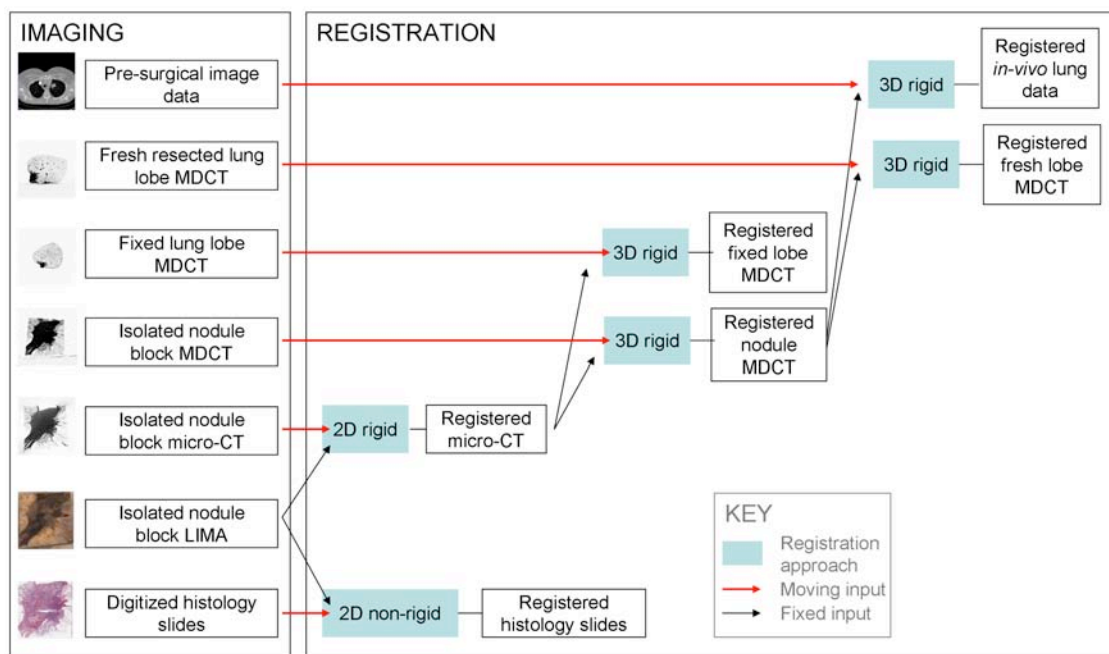 IMAGING
Pre-surgical image
data
Fresh resected lung
lobe MDCT
Fixed lung lobe
MDCT
Isolated nodule
block MDCT
Isolated nodule
block micro-CT
Isolated nodule
block LIMA
Digitized histology
slides
REGISTRATION
3D rigid
Registered
in-vivo lung
data
3D rigid
Registered
fresh lobe
MDCT
3D rigid
Registered
fixed lobe
MDCT
3D rigid
Registered
nodule
MDCT
2D rigid
Registered
micro-CT
2D non-rigid
Registered
histology slides
KEY
Registration
approach
Moving input
Fixed input